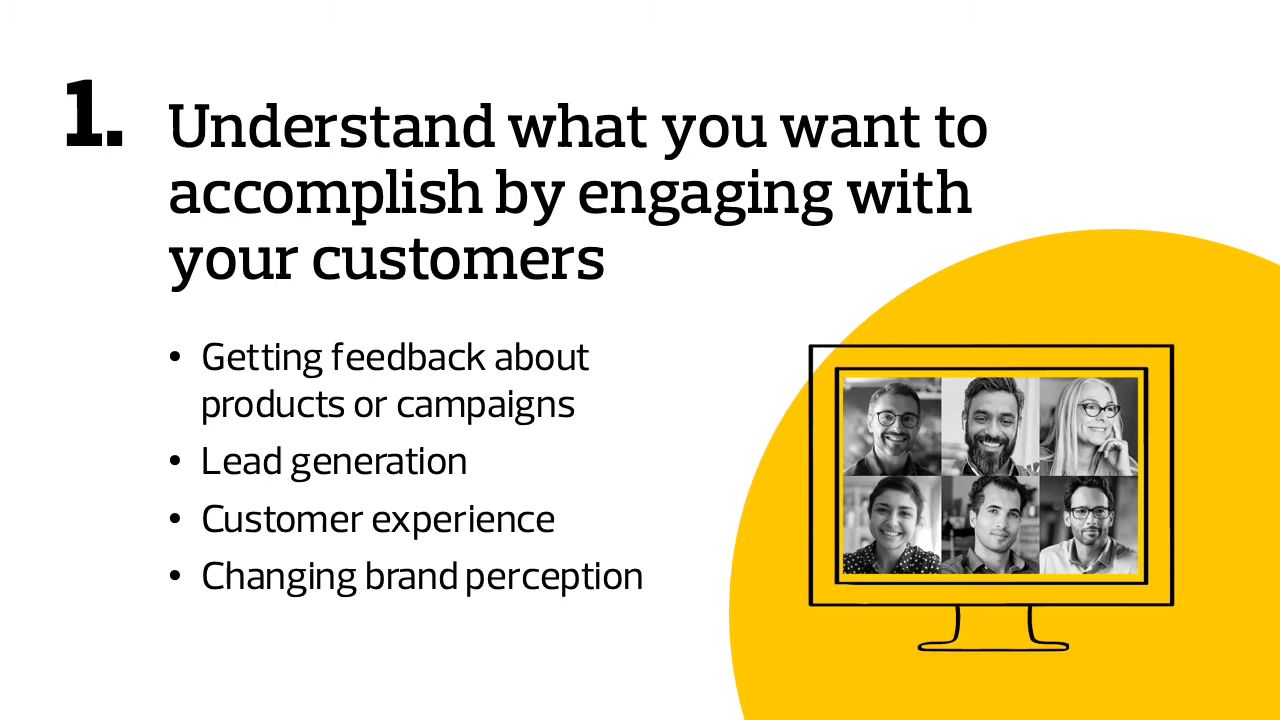 1. Understand what you want to
accomplish by engaging with
your customers
• Getting feedback about
products or campaigns
• Lead generation
• Customer experience
• Changing brand perception